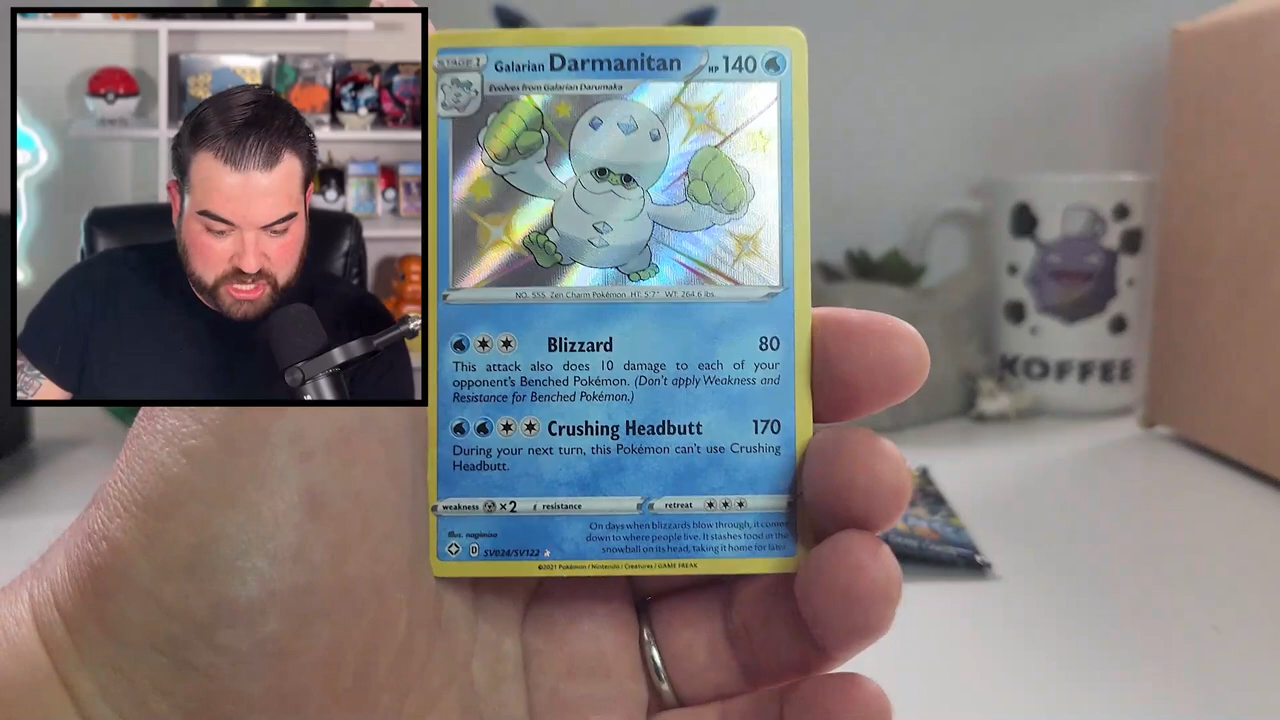 STAGE 1 Galarian Darmanitan HP 140
Evolves from Galarian Darumaka
NO. 555 Zen Charm Pokémon HT: 5'7" WT: 264.6 lbs.
Blizzard 80
This attack also does 10 damage to each of your
opponent's Benched Pokémon. (Don't apply Weakness and
Resistance for Benched Pokémon.)
Crushing Headbutt 170
During your next turn, this Pokémon can't use Crushing
Headbutt.
weakness ×2 resistance retreat
On days when blizzards blow through, it comes
down to where people live. It stashes food in the
snowball on its head, taking it home for later.
Illus. nagimiso
D SV024/SV122
©2021 Pokémon / Nintendo / Creatures / GAME FREAK
KOFFEE